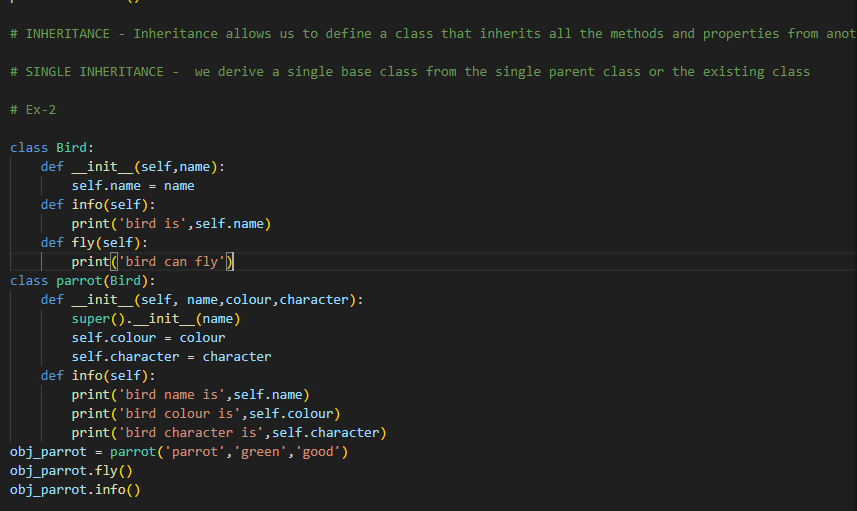 # INHERITANCE - Inheritance allows us to define a class that inherits all the methods and properties from
# SINGLE INHERITANCE -  we derive a single base class from the single parent class or the existing class
# Ex-2
class Bird:
    def __init__(self,name):
        self.name = name
    def info(self):
        print('bird is',self.name)
    def fly(self):
        print('bird can fly')
class parrot(Bird):
    def __init__(self, name,colour,character):
        super().__init__(name)
        self.colour = colour
        self.character = character
    def info(self):
        print('bird name is',self.name)
        print('bird colour is',self.colour)
        print('bird character is',self.character)
obj_parrot = parrot('parrot','green','good')
obj_parrot.fly()
obj_parrot.info()